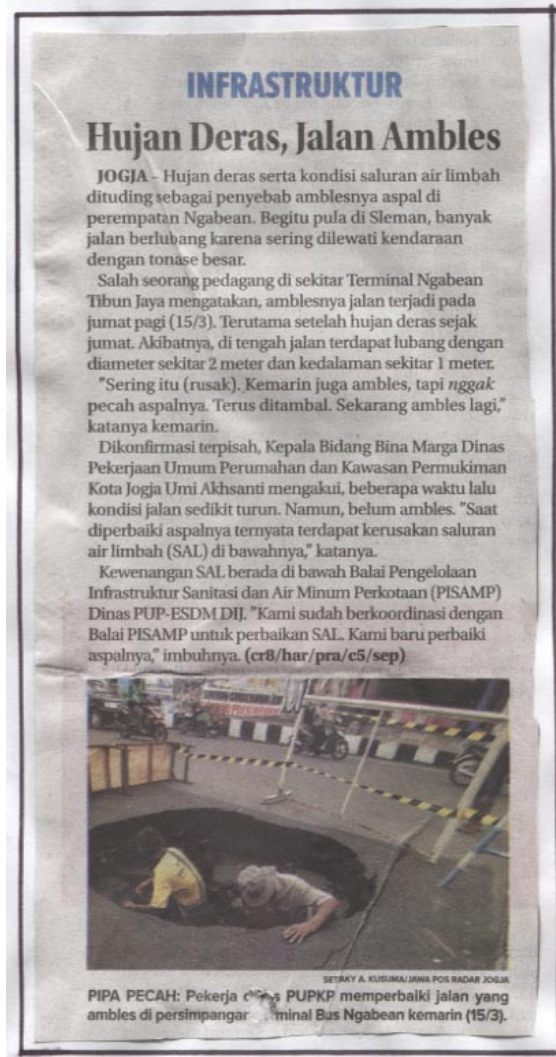 INFRASTRUKTUR
Hujan Deras, Jalan Ambles
JOGJA – Hujan deras serta kondisi saluran air limbah
dituding sebagai penyebab amblesnya aspal di
perempatan Ngabean. Begitu pula di Sleman, banyak
jalan berlubang karena sering dilewati kendaraan
dengan tonase besar.
Salah seorang pedagang di sekitar Terminal Ngabean
Tibun Jaya mengatakan, amblesnya jalan terjadi pada
jumat pagi (15/3). Terutama setelah hujan deras sejak
jumat. Akibatnya, di tengah jalan terdapat lubang dengan
diameter sekitar 2 meter dan kedalaman sekitar 1 meter.
"Sering itu (rusak). Kemarin juga ambles, tapi nggak
pecah aspalnya. Terus ditambal. Sekarang ambles lagi,"
katanya kemarin.
Dikonfirmasi terpisah, Kepala Bidang Bina Marga Dinas
Pekerjaan Umum Perumahan dan Kawasan Permukiman
Kota Jogja Umi Akhsanti mengakui, beberapa waktu lalu
kondisi jalan sedikit turun. Namun, belum ambles. "Saat
diperbaiki aspalnya ternyata terdapat kerusakan saluran
air limbah (SAL) di bawahnya," katanya.
Kewenangan SAL berada di bawah Balai Pengelolaan
Infrastruktur Sanitasi dan Air Minum Perkotaan (PISAMP)
Dinas PUP-ESDM DIJ. "Kami sudah berkoordinasi dengan
Balai PISAMP untuk perbaikan SAL. Kami baru perbaiki
aspalnya," imbuhnya. (cr8/har/pra/c5/sep)
SETIAKY A. KUSUMA/JAWA POS RADAR JOGJA
PIPA PECAH: Pekerja PUPKP memperbaiki jalan yang
ambles di persimpangan Bus Ngabean kemarin (15/3).